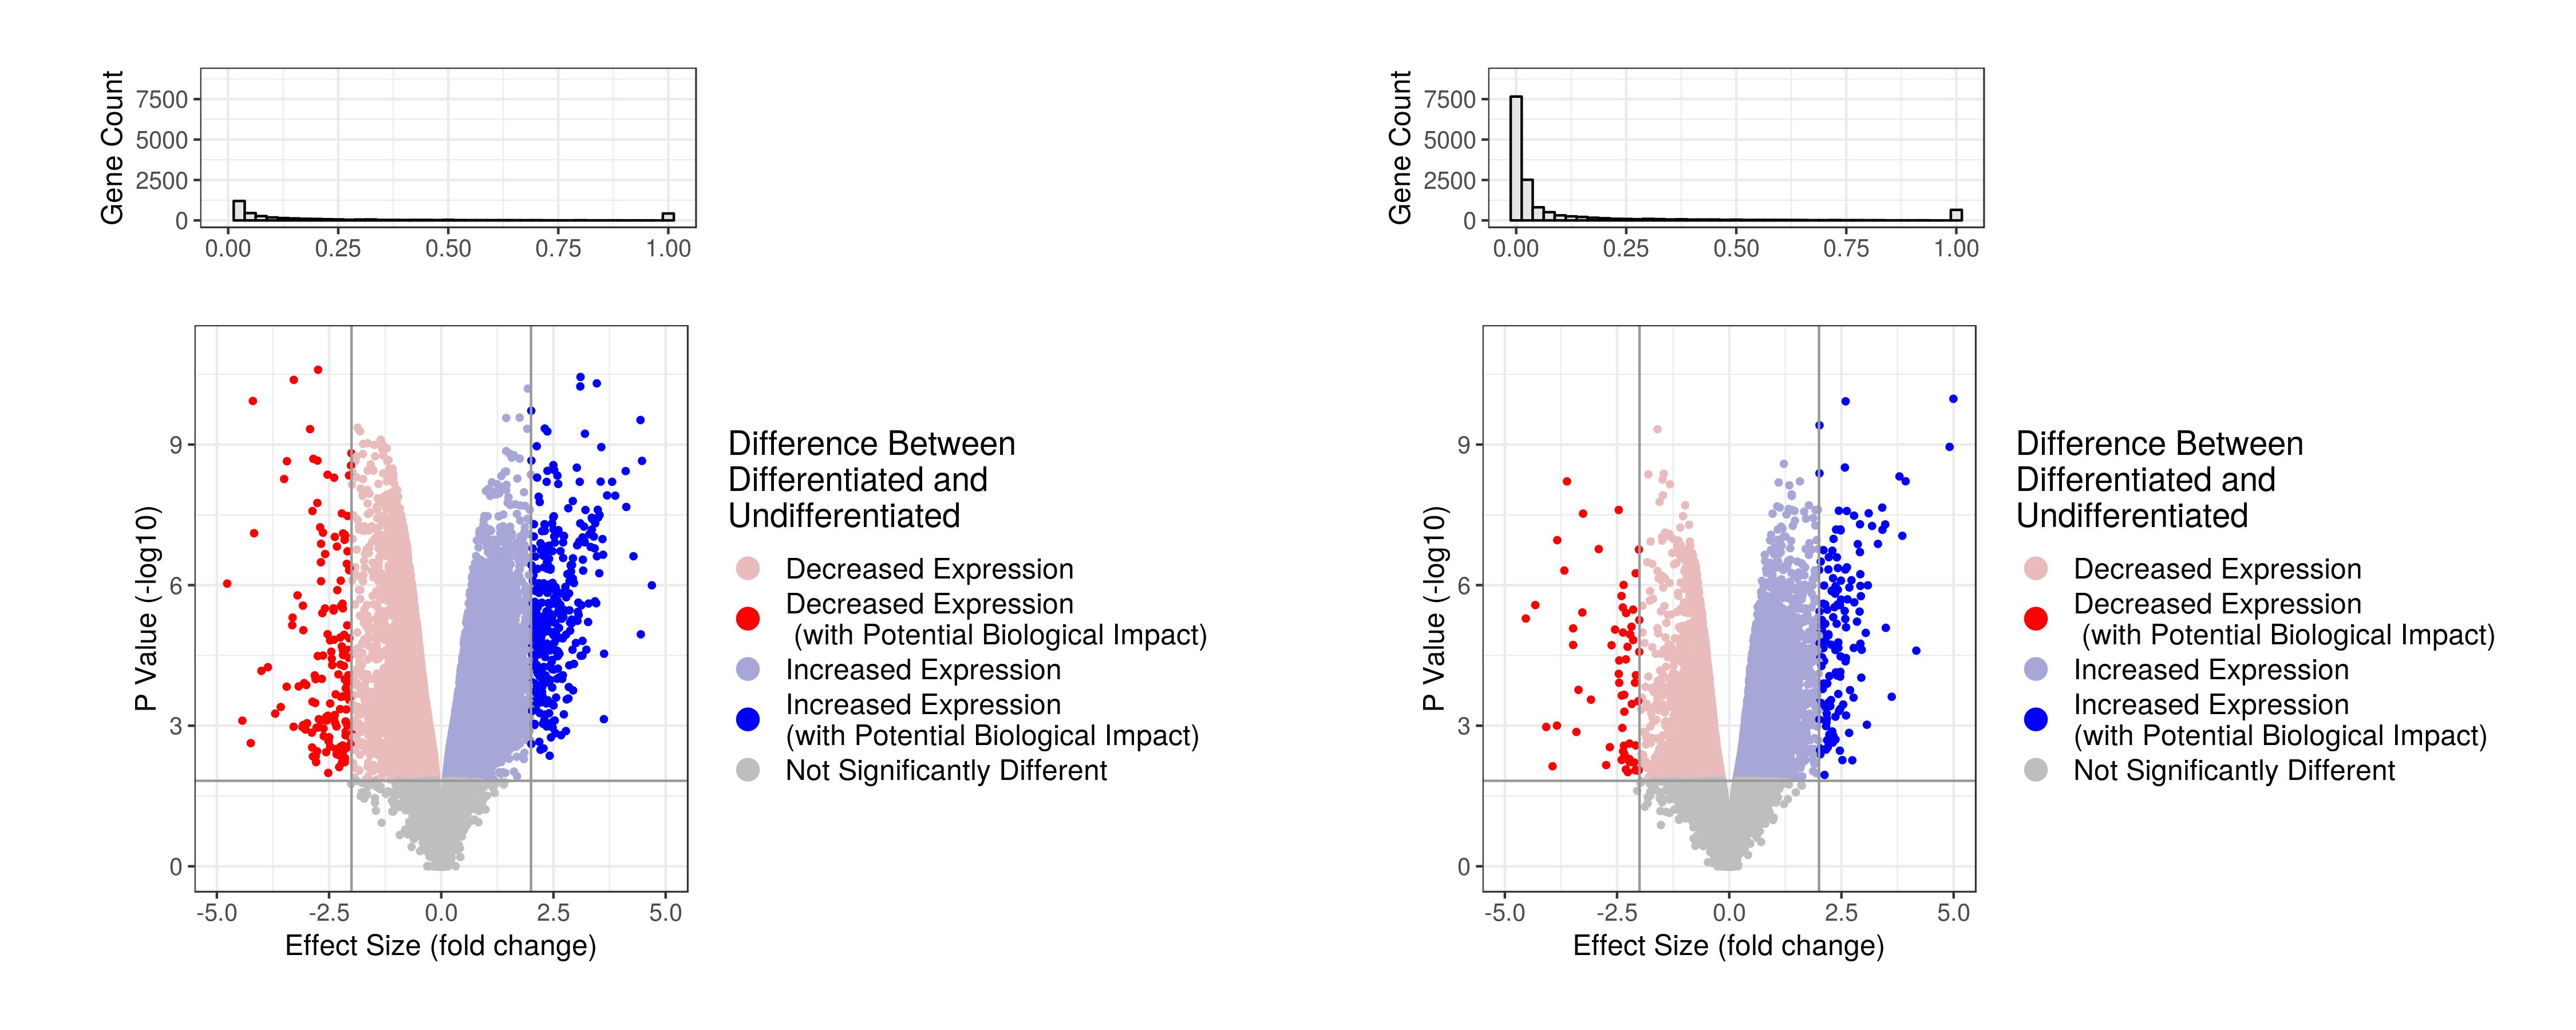 Gene Count
7500
5000
2500
0
0.00 0.25 0.50 0.75 1.00
P Value (-log10)
9
6
3
0
-5.0 -2.5 0.0 2.5 5.0
Effect Size (fold change)
Difference Between
Differentiated and
Undifferentiated
Decreased Expression
Decreased Expression
(with Potential Biological Impact)
Increased Expression
Increased Expression
(with Potential Biological Impact)
Not Significantly Different
Gene Count
7500
5000
2500
0
0.00 0.25 0.50 0.75 1.00
P Value (-log10)
9
6
3
0
-5.0 -2.5 0.0 2.5 5.0
Effect Size (fold change)
Difference Between
Differentiated and
Undifferentiated
Decreased Expression
Decreased Expression
(with Potential Biological Impact)
Increased Expression
Increased Expression
(with Potential Biological Impact)
Not Significantly Different